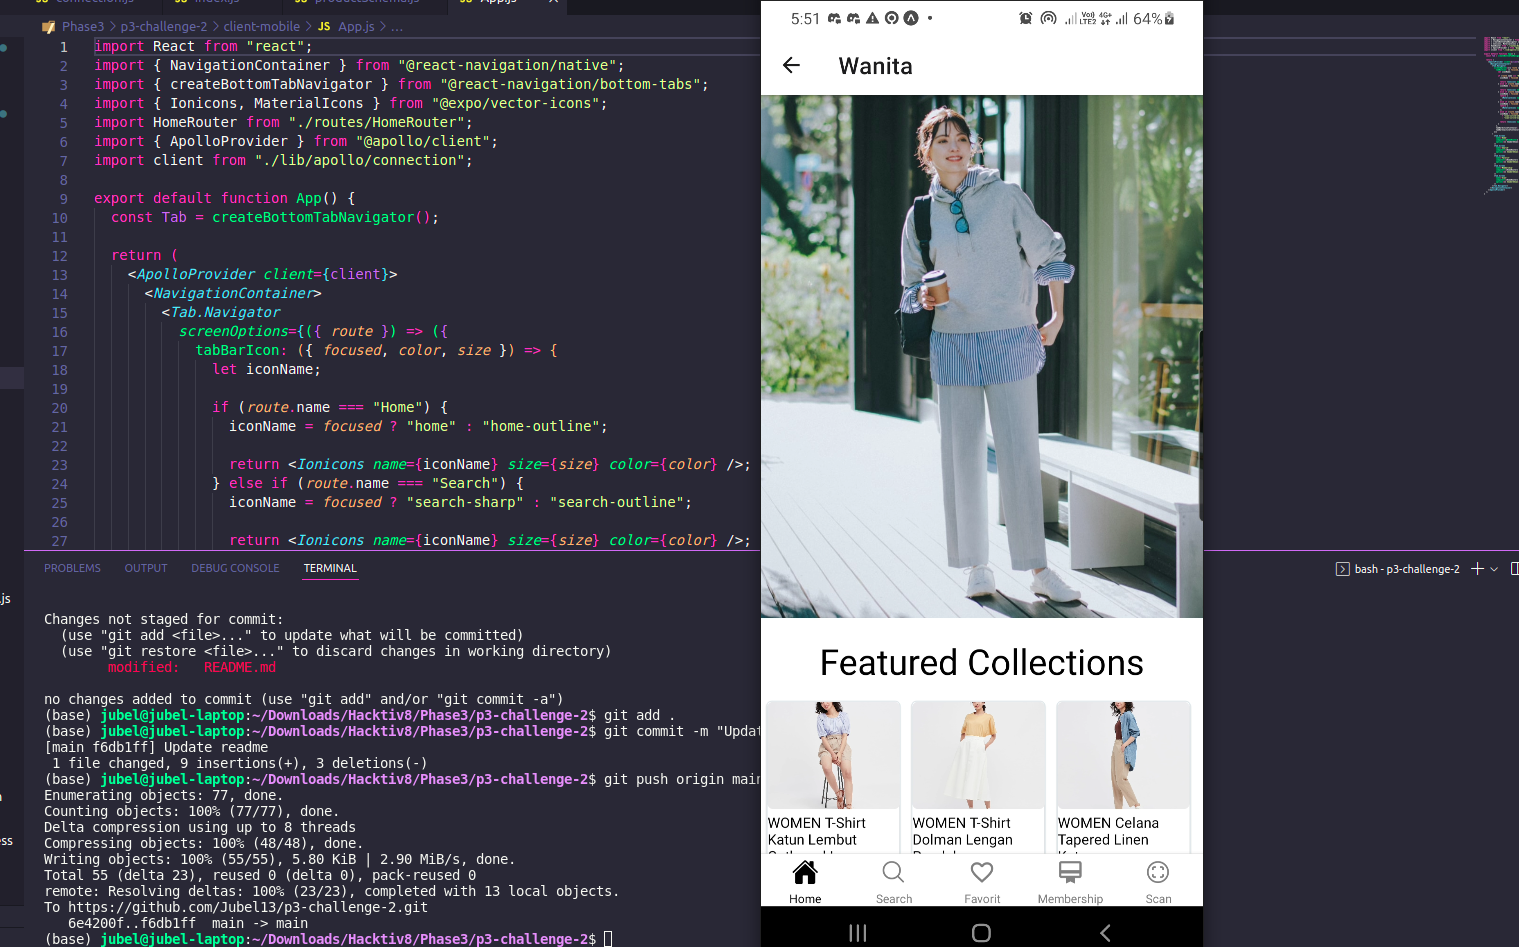 connection.js
index.js
productSchema.js
App.js
Phase3 > p3-challenge-2 > client-mobile > JS App.js > ...
1 import React from "react";
2 import { NavigationContainer } from "@react-navigation/native";
3 import { createBottomTabNavigator } from "@react-navigation/bottom-tabs";
4 import { Ionicons, MaterialIcons } from "@expo/vector-icons";
5 import HomeRouter from "./routes/HomeRouter";
6 import { ApolloProvider } from "@apollo/client";
7 import client from "./lib/apollo/connection";
8
9 export default function App() {
10 const Tab = createBottomTabNavigator();
11
12 return (
13 <ApolloProvider client={client}>
14 <NavigationContainer>
15 <Tab.Navigator
16 screenOptions={({ route }) => ({
17 tabBarIcon: ({ focused, color, size }) => {
18 let iconName;
19
20 if (route.name === "Home") {
21 iconName = focused ? "home" : "home-outline";
22
23 return <Ionicons name={iconName} size={size} color={color} />;
24 } else if (route.name === "Search") {
25 iconName = focused ? "search-sharp" : "search-outline";
26
27 return <Ionicons name={iconName} size={size} color={color} />;
PROBLEMS OUTPUT DEBUG CONSOLE TERMINAL
bash - p3-challenge-2
.js
ess
Changes not staged for commit:
(use "git add <file>..." to update what will be committed)
(use "git restore <file>..." to discard changes in working directory)
modified: README.md
no changes added to commit (use "git add" and/or "git commit -a")
(base) jubel@jubel-laptop:~/Downloads/Hacktiv8/Phase3/p3-challenge-2$ git add .
(base) jubel@jubel-laptop:~/Downloads/Hacktiv8/Phase3/p3-challenge-2$ git commit -m "Updat
[main f6db1ff] Update readme
1 file changed, 9 insertions(+), 3 deletions(-)
(base) jubel@jubel-laptop:~/Downloads/Hacktiv8/Phase3/p3-challenge-2$ git push origin main
Enumerating objects: 77, done.
Counting objects: 100% (77/77), done.
Delta compression using up to 8 threads
Compressing objects: 100% (48/48), done.
Writing objects: 100% (55/55), 5.80 KiB | 2.90 MiB/s, done.
Total 55 (delta 23), reused 0 (delta 0), pack-reused 0
remote: Resolving deltas: 100% (23/23), completed with 13 local objects.
To https://github.com/Jubel13/p3-challenge-2.git
6e4200f..f6db1ff main -> main
(base) jubel@jubel-laptop:~/Downloads/Hacktiv8/Phase3/p3-challenge-2$
5:51 Vo) LTE2 4G+ 64%
Wanita
Featured Collections
WOMEN T-Shirt
Katun Lembut
WOMEN T-Shirt
Dolman Lengan
WOMEN Celana
Tapered Linen
Home Search Favorit Membership Scan